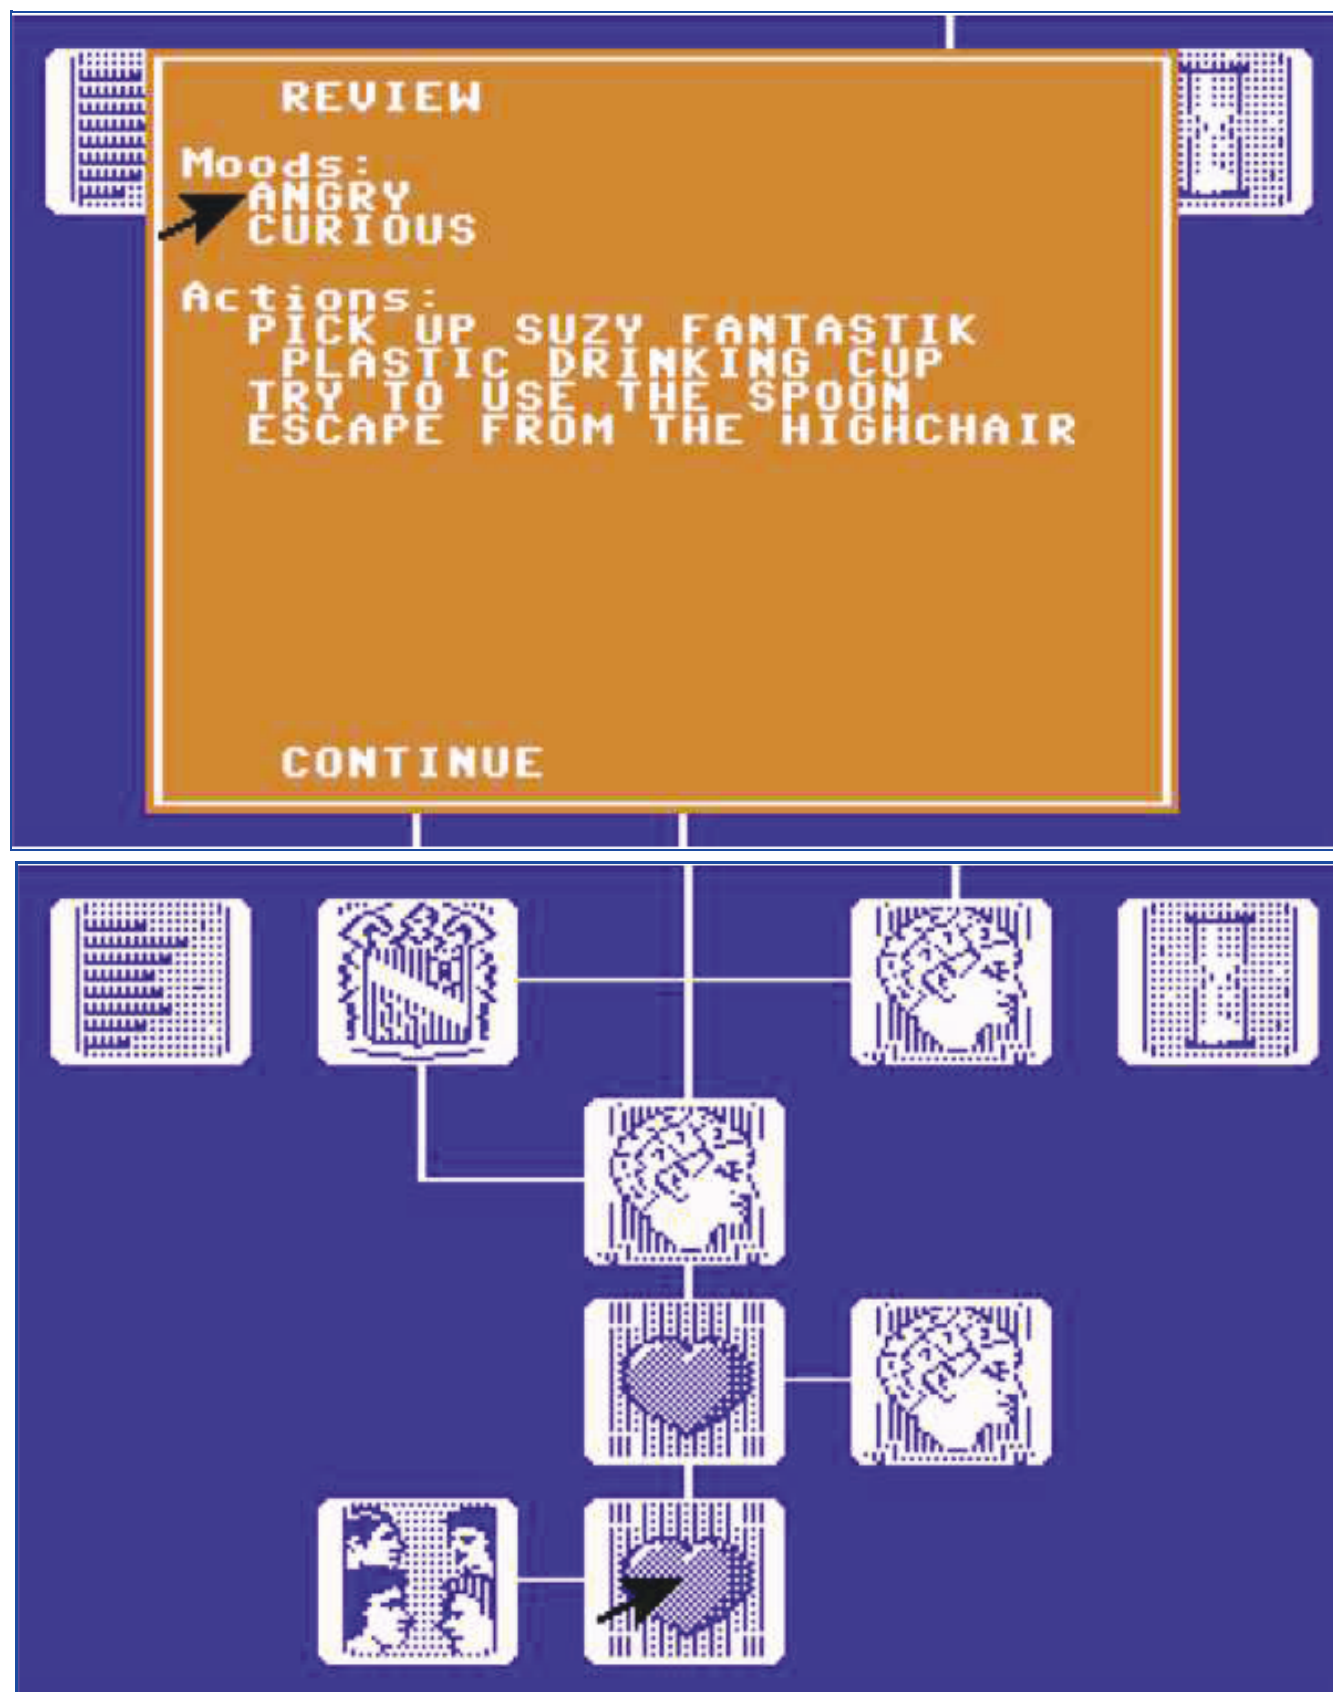 REVIEW
Moods:
ANGRY
CURIOUS
Actions:
PICK UP SUZY FANTASTIK
PLASTIC DRINKING CUP
TRY TO USE THE SPOON
ESCAPE FROM THE HIGHCHAIR
CONTINUE